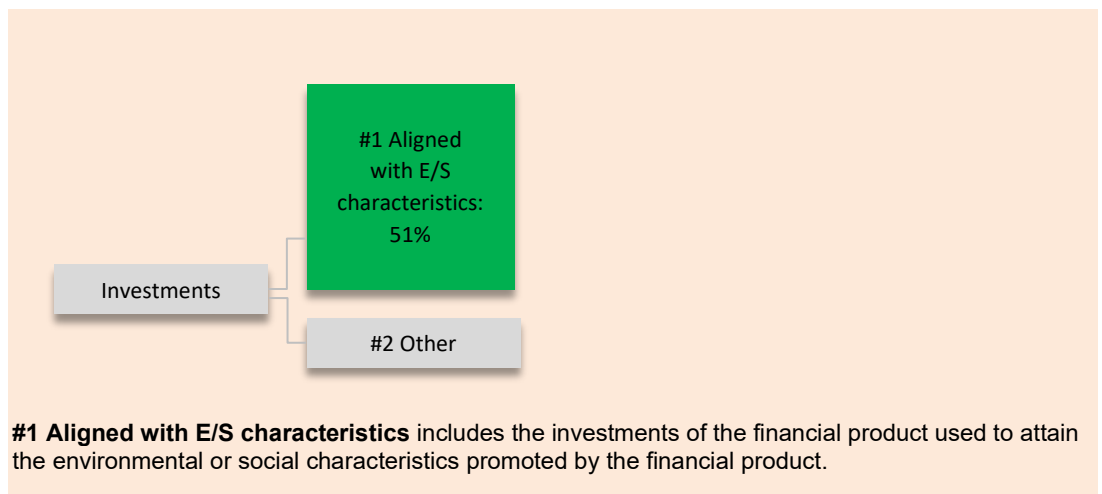 #1 Aligned
with E/S
characteristics:
51%
Investments
#2 Other
#1 Aligned with E/S characteristics includes the investments of the financial product used to attain
the environmental or social characteristics promoted by the financial product.